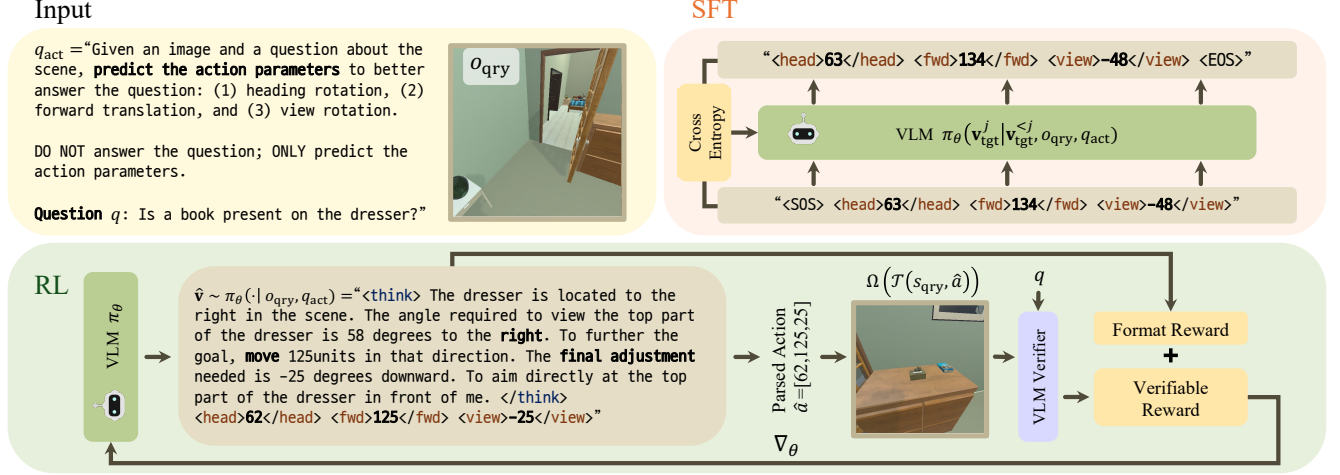 Input
q_act = “Given an image and a question about the
scene, predict the action parameters to better
answer the question: (1) heading rotation, (2)
forward translation, and (3) view rotation.
DO NOT answer the question; ONLY predict the
action parameters.
Question q: Is a book present on the dresser?”
o_qry
SFT
“<head>63</head> <fwd>134</fwd> <view>-48</view> <EOS>”
Cross
Entropy
VLM π_θ(v^j_tgt|v^{<j}_tgt, o_qry, q_act)
“<SOS> <head>63</head> <fwd>134</fwd> <view>-48</view>”
RL
VLM π_θ
v̂ ~ π_θ(·| o_qry, q_act) = “<think> The dresser is located to the
right in the scene. The angle required to view the top part
of the dresser is 58 degrees to the right. To further the
goal, move 125units in that direction. The final adjustment
needed is -25 degrees downward. To aim directly at the top
part of the dresser in front of me. </think>
<head>62</head> <fwd>125</fwd> <view>-25</view>”
Parsed Action
â =[62,125,25]
∇_θ
Ω(𝒯(s_qry, â))
q
VLM Verifier
Format Reward
+
Verifiable
Reward